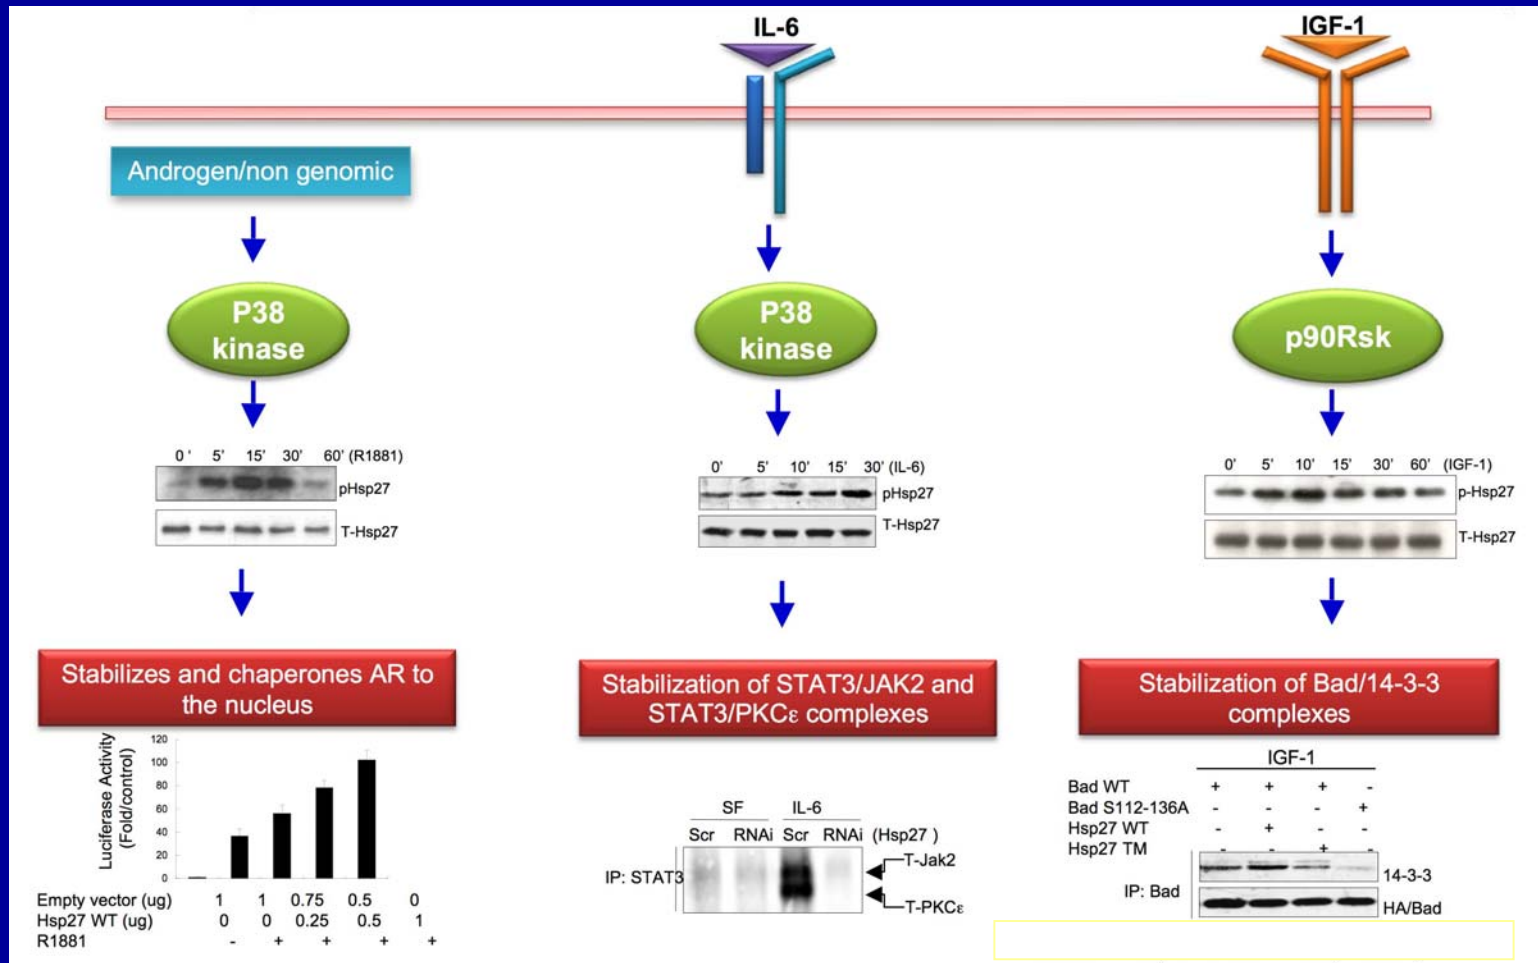 IL-6
IGF-1
Androgen/non genomic
P38
kinase
P38
kinase
p90Rsk
0 ' 5' 15' 30' 60' (R1881)
pHsp27
T-Hsp27
0' 5' 10' 15' 30' (IL-6)
pHsp27
T-Hsp27
0' 5' 10' 15' 30' 60' (IGF-1)
p-Hsp27
T-Hsp27
Stabilizes and chaperones AR to
the nucleus
Stabilization of STAT3/JAK2 and
STAT3/PKCε complexes
Stabilization of Bad/14-3-3
complexes
Luciferase Activity
(Fold/control)
120
100
80
60
40
20
0
Empty vector (ug) 1 1 0.75 0.5 0
Hsp27 WT (ug) 0 0 0.25 0.5 1
R1881 - + + + +
SF IL-6
Scr RNAi Scr RNAi (Hsp27 )
IP: STAT3
T-Jak2
T-PKCε
IGF-1
Bad WT + + + -
Bad S112-136A - - - +
Hsp27 WT - + - -
Hsp27 TM - - + -
IP: Bad
14-3-3
HA/Bad